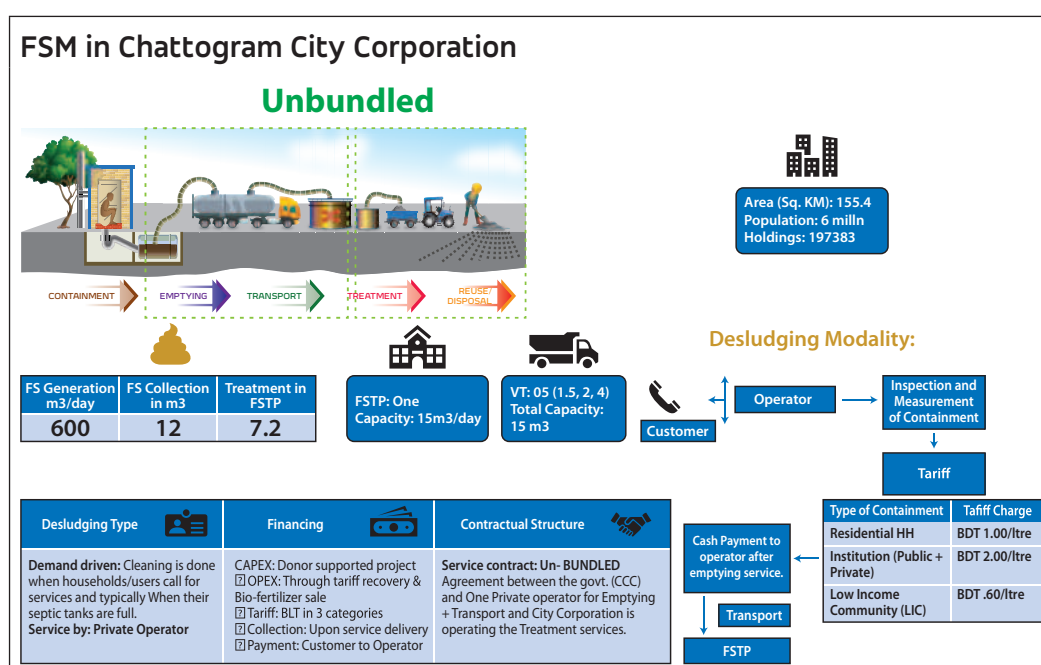 FSM in Chattogram City Corporation
Unbundled
CONTAINMENT
EMPTYING
TRANSPORT
TREATMENT
REUSE/
DISPOSAL
Area (Sq. KM): 155.4
Population: 6 milln
Holdings: 197383
FS Generation
m3/day
FS Collection
in m3
Treatment in
FSTP
600
12
7.2
FSTP: One
Capacity: 15m3/day
VT: 05 (1.5, 2, 4)
Total Capacity:
15 m3
Desludging Modality:
Customer
Operator
Inspection and
Measurement
of Containment
Tariff
Type of Containment
Tafiff Charge
Residential HH
BDT 1.00/ltre
Institution (Public +
Private)
BDT 2.00/ltre
Low Income
Community (LIC)
BDT .60/ltre
Cash Payment to
operator after
emptying service.
Transport
FSTP
Desludging Type
Demand driven: Cleaning is done
when households/users call for
services and typically When their
septic tanks are full.
Service by: Private Operator
Financing
CAPEX: Donor supported project
⍰ OPEX: Through tariff recovery &
Bio-fertilizer sale
⍰ Tariff: BLT in 3 categories
⍰ Collection: Upon service delivery
⍰ Payment: Customer to Operator
Contractual Structure
Service contract: Un- BUNDLED
Agreement between the govt. (CCC)
and One Private operator for Emptying
+ Transport and City Corporation is
operating the Treatment services.